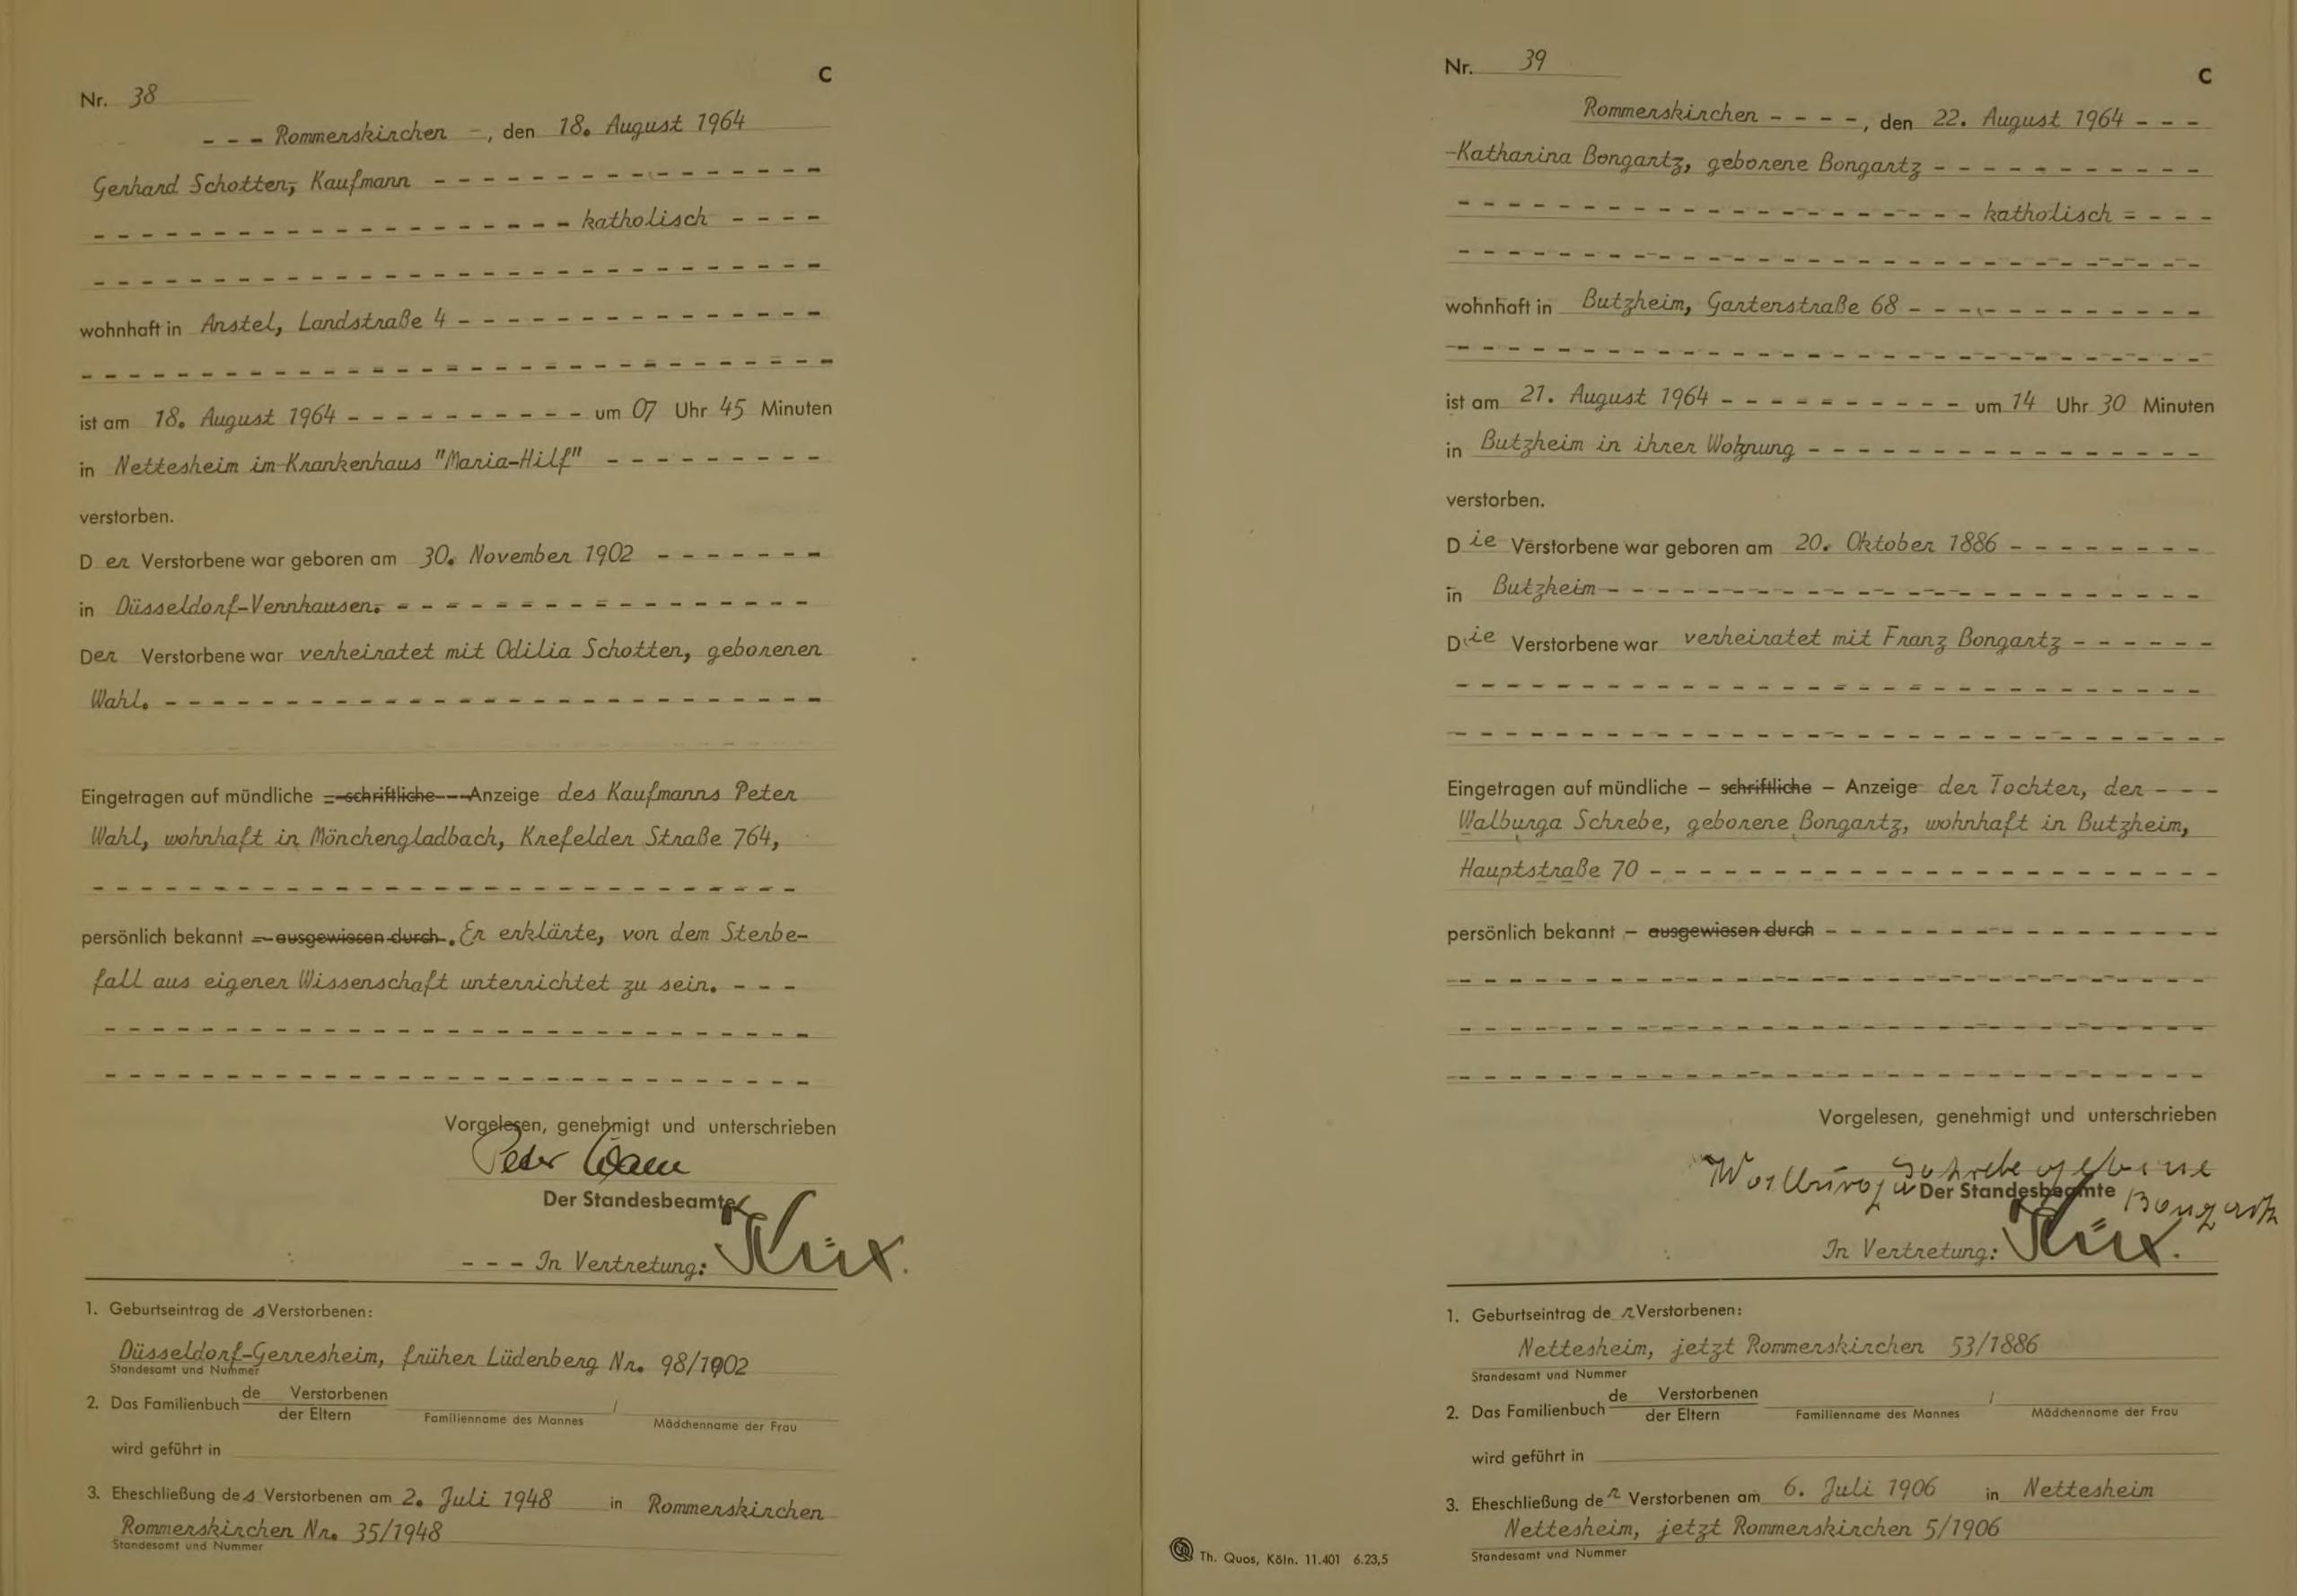 C
Nr. 38
- - - Rommerskirchen -, den 18. August 1964
Gerhard Schotten, Kaufmann - - - - - - - - - - - - - - - -
- - - - - - - - - - - - - - - - - - - - katholisch - - - -
- - - - - - - - - - - - - - - - - - - - - - - - - - - - - -
wohnhaft in Anstel, Landstraße 4 - - - - - - - - - - - - - - -
- - - - - - - - - - - - - - - - - - - - - - - - - - - - - - -
ist am 18. August 1964 - - - - - - - - - - um 07 Uhr 45 Minuten
in Nettesheim im Krankenhaus "Maria-Hilf" - - - - - - - - -
verstorben.
Der Verstorbene war geboren am 30. November 1902 - - - - - - -
in Düsseldorf-Vennhausen. - - - - - - - - - - - - - - - - -
Der Verstorbene war verheiratet mit Odilia Schotten, geborenen
Wahl. - - - - - - - - - - - - - - - - - - - - - - - - - - -
Eingetragen auf mündliche - schriftliche - Anzeige des Kaufmanns Peter
Wahl, wohnhaft in Mönchengladbach, Krefelder Straße 764,
- - - - - - - - - - - - - - - - - - - - - - - - - - - - -
persönlich bekannt - ausgewiesen durch. Er erklärte, von dem Sterbe-
fall aus eigener Wissenschaft unterrichtet zu sein. - - -
- - - - - - - - - - - - - - - - - - - - - - - - - - - - -
- - - - - - - - - - - - - - - - - - - - - - - - - - - - -
Vorgelesen, genehmigt und unterschrieben
Peter Wahl
Der Standesbeamte
- - - In Vertretung:
1. Geburtseintrag des Verstorbenen:
Düsseldorf-Gerresheim, früher Lüdenberg Nr. 98/1902
Standesamt und Nummer
2. Das Familienbuch de Verstorbenen / der Eltern
Familienname des Mannes / Mädchenname der Frau
wird geführt in
3. Eheschließung des Verstorbenen am 2. Juli 1948 in Rommerskirchen
Rommerskirchen Nr. 35/1948
Standesamt und Nummer
Nr. 39
C
Rommerskirchen - - - -, den 22. August 1964 - - -
-Katharina Bongartz, geborene Bongartz - - - - - - - - - - -
- - - - - - - - - - - - - - - - - - - - - katholisch - - - -
- - - - - - - - - - - - - - - - - - - - - - - - - - - - - - -
wohnhaft in Butzheim, Gartenstraße 68 - - - - - - - - - - - -
- - - - - - - - - - - - - - - - - - - - - - - - - - - - - - -
ist am 21. August 1964 - - - - - - - - - - um 14 Uhr 30 Minuten
in Butzheim in ihrer Wohnung - - - - - - - - - - - - - - - -
verstorben.
Die Verstorbene war geboren am 20. Oktober 1886 - - - - - - - -
in Butzheim - - - - - - - - - - - - - - - - - - - - - - - - -
Die Verstorbene war verheiratet mit Franz Bongartz - - - - - -
- - - - - - - - - - - - - - - - - - - - - - - - - - - - - - -
- - - - - - - - - - - - - - - - - - - - - - - - - - - - - - -
Eingetragen auf mündliche – schriftliche – Anzeige der Tochter, der - - -
Walburga Schrebe, geborene Bongartz, wohnhaft in Butzheim,
Hauptstraße 70 - - - - - - - - - - - - - - - - - - - - - - -
persönlich bekannt – ausgewiesen durch - - - - - - - - - - - - - - - -
- - - - - - - - - - - - - - - - - - - - - - - - - - - - - - -
- - - - - - - - - - - - - - - - - - - - - - - - - - - - - - -
- - - - - - - - - - - - - - - - - - - - - - - - - - - - - - -
Vorgelesen, genehmigt und unterschrieben
Walburga Schrebe geborene
Der Standesbeamte Bongartz
In Vertretung:
1. Geburtseintrag der Verstorbenen:
Nettesheim, jetzt Rommerskirchen 53/1886
Standesamt und Nummer
2. Das Familienbuch de Verstorbenen / der Eltern
Familienname des Mannes / Mädchenname der Frau
wird geführt in
3. Eheschließung der Verstorbenen am 6. Juli 1906 in Nettesheim
Nettesheim, jetzt Rommerskirchen 5/1906
Standesamt und Nummer
Th. Quos, Köln. 11.401 6.23,5